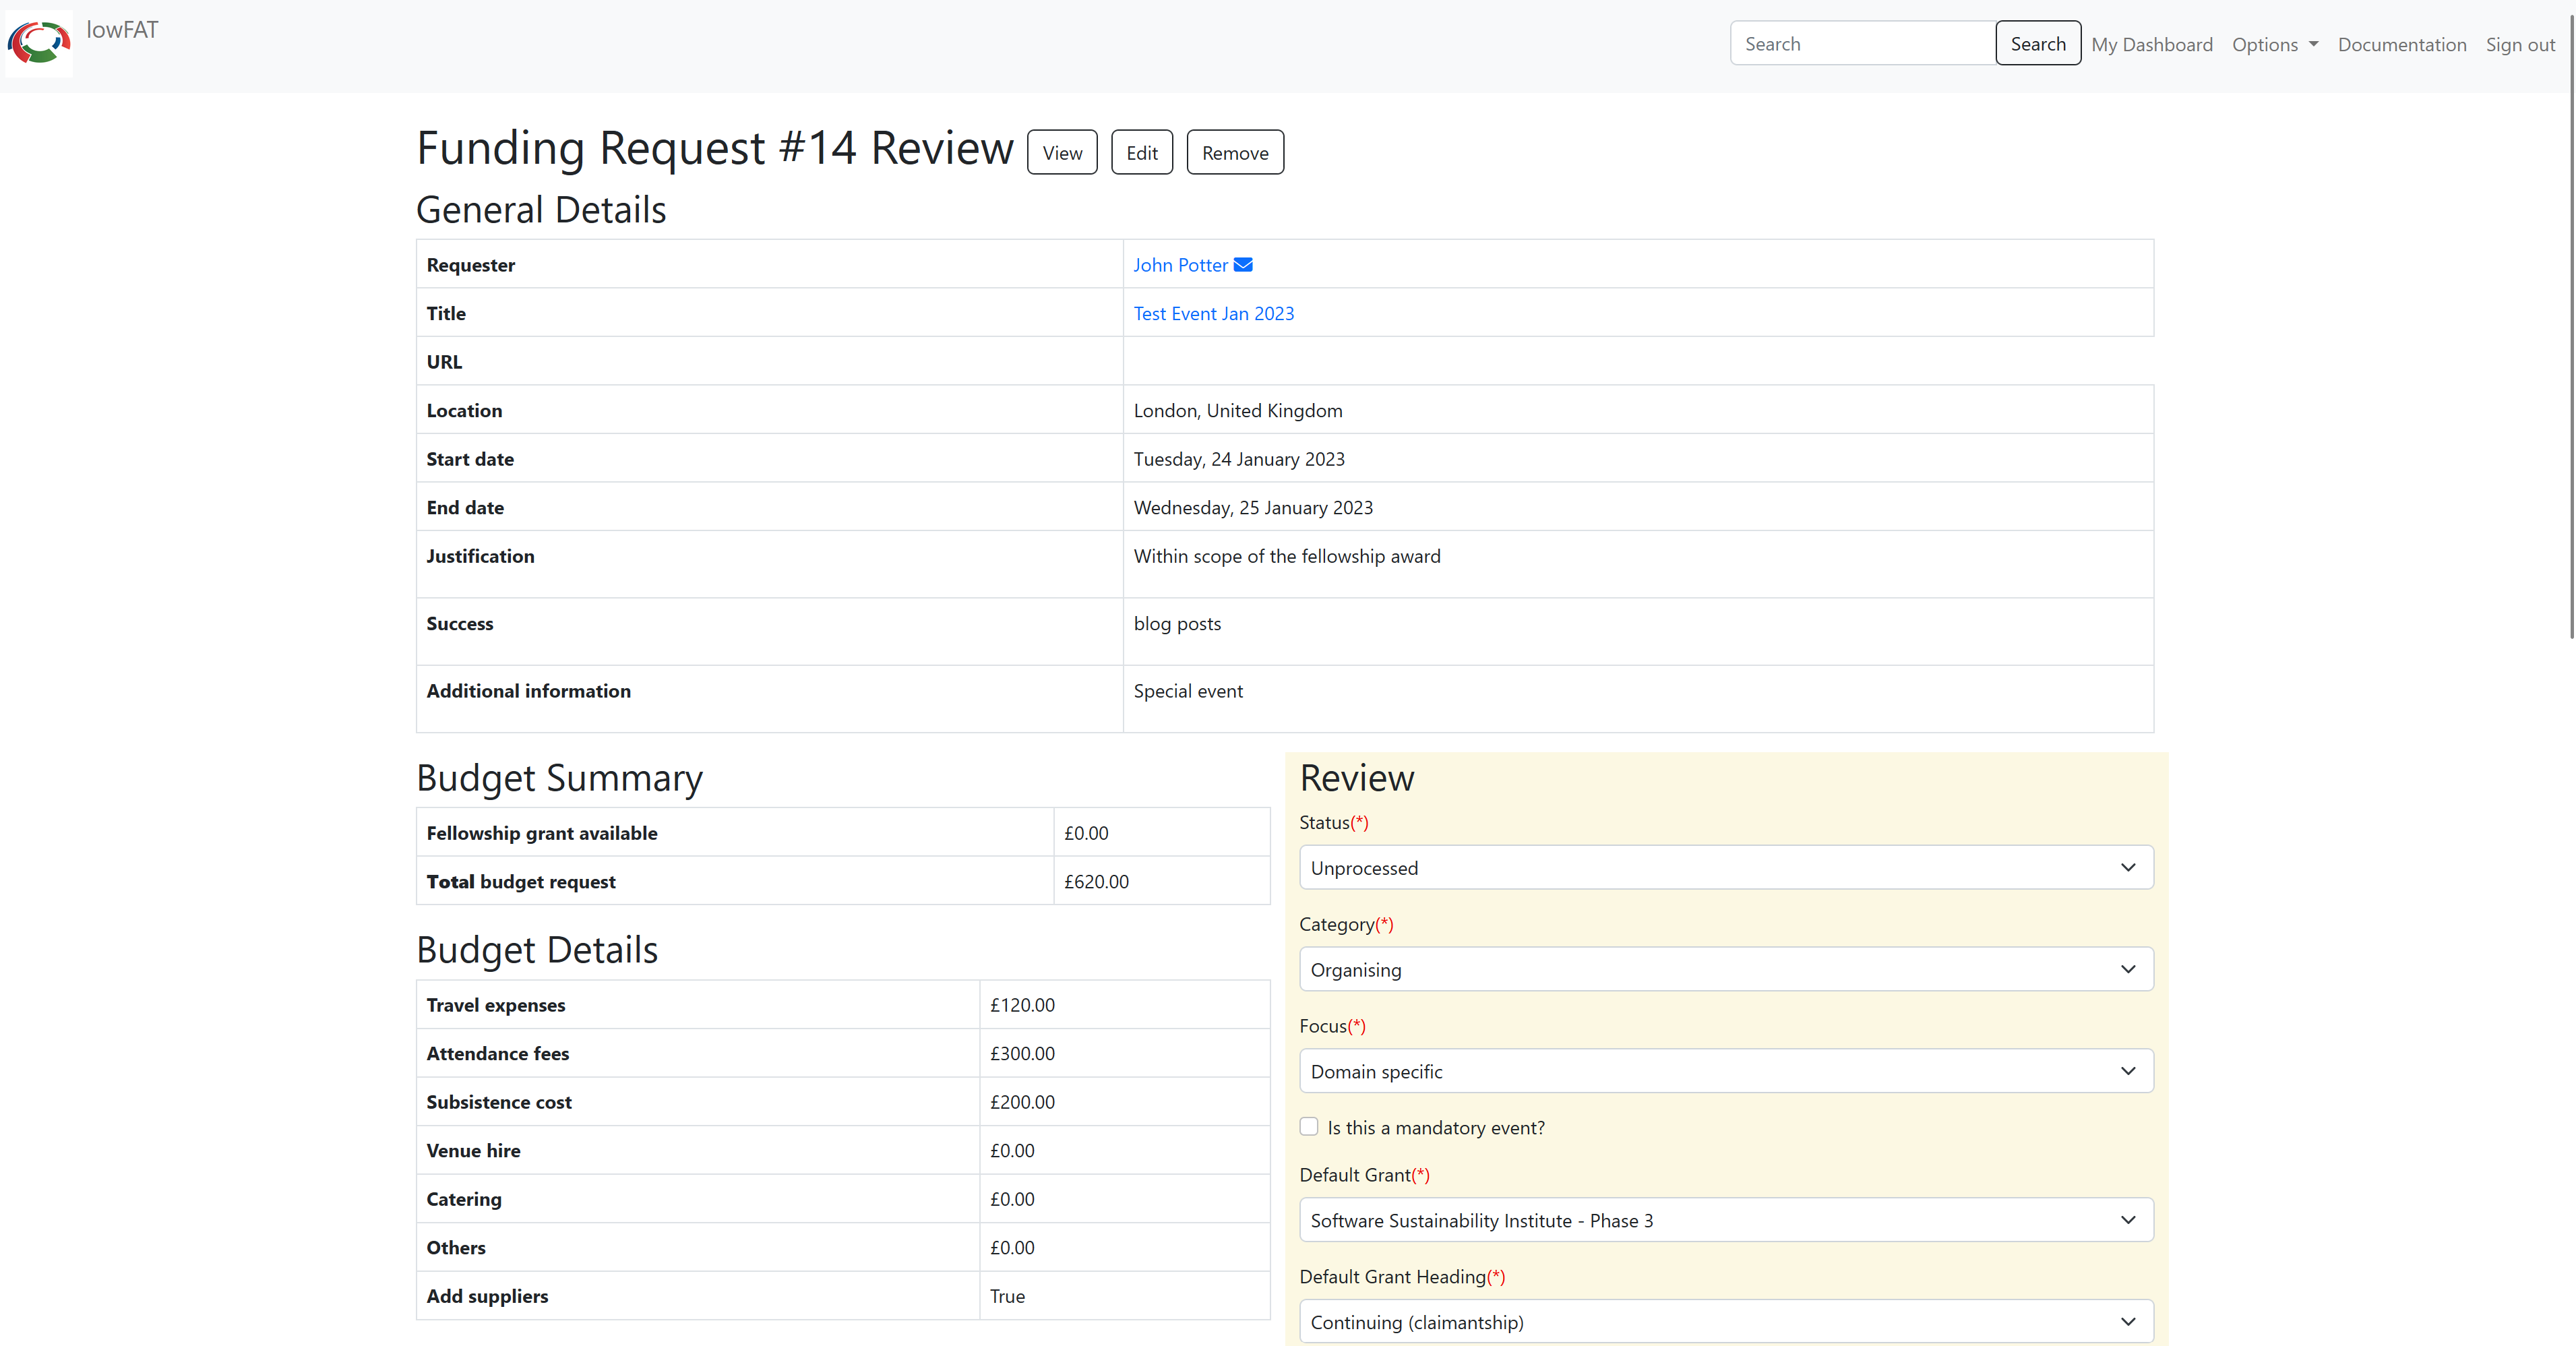 lowFAT
Search Search My Dashboard Options Documentation Sign out
Funding Request #14 Review View Edit Remove
General Details
Requester John Potter
Title Test Event Jan 2023
URL
Location London, United Kingdom
Start date Tuesday, 24 January 2023
End date Wednesday, 25 January 2023
Justification Within scope of the fellowship award
Success blog posts
Additional information Special event
Budget Summary
Fellowship grant available £0.00
Total budget request £620.00
Budget Details
Travel expenses £120.00
Attendance fees £300.00
Subsistence cost £200.00
Venue hire £0.00
Catering £0.00
Others £0.00
Add suppliers True
Review
Status(*)
Unprocessed
Category(*)
Organising
Focus(*)
Domain specific
Is this a mandatory event?
Default Grant(*)
Software Sustainability Institute - Phase 3
Default Grant Heading(*)
Continuing (claimantship)